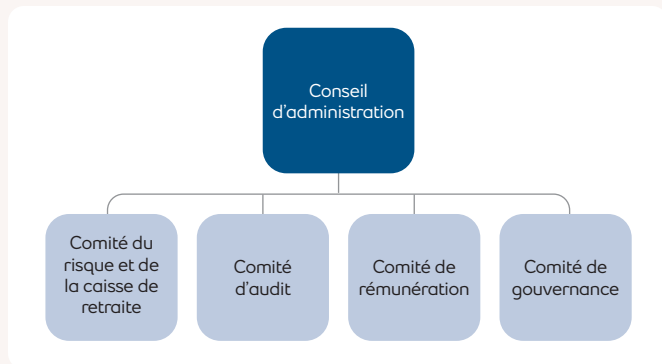 Conseil
d'administration
Comité du
risque et de
la caisse de
retraite
Comité
d'audit
Comité de
rémunération
Comité de
gouvernance